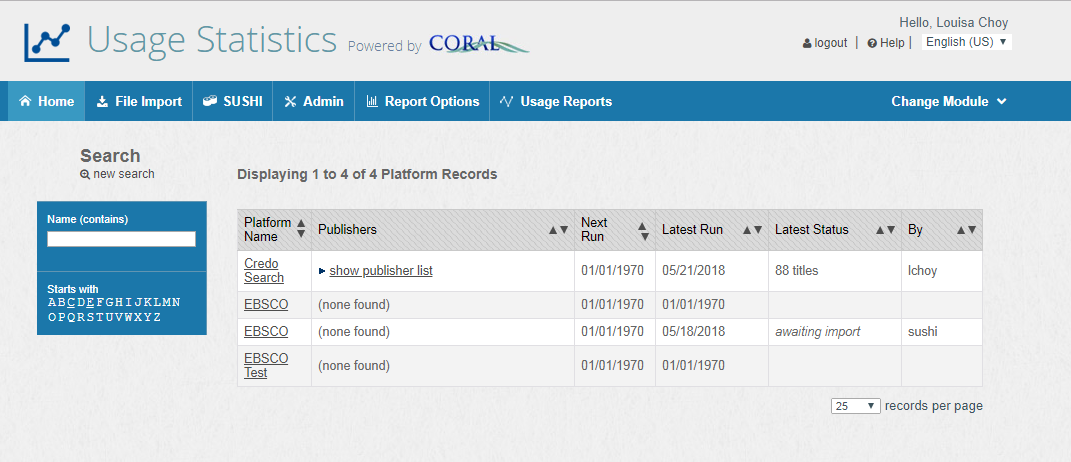 Hello, Louisa Choy
Usage Statistics Powered by CORAL
logout | Help | English (US)
Home File Import SUSHI Admin Report Options Usage Reports Change Module
Search
new search
Displaying 1 to 4 of 4 Platform Records
Name (contains)
Starts with
A B C D E F G H I J K L M N
O P Q R S T U V W X Y Z
Platform Name Publishers Next Run Latest Run Latest Status By
Credo Search show publisher list 01/01/1970 05/21/2018 88 titles lchoy
EBSCO (none found) 01/01/1970 01/01/1970
EBSCO (none found) 01/01/1970 05/18/2018 awaiting import sushi
EBSCO Test (none found) 01/01/1970 01/01/1970
25 records per page